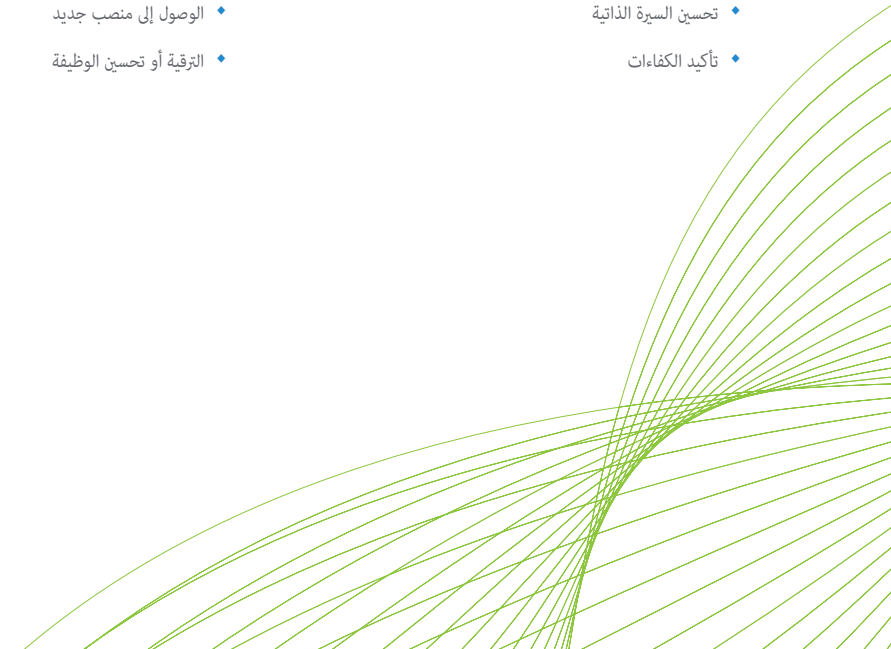 تحسين السيرة الذاتية
تأكيد الكفاءات
الوصول إلى منصب جديد
الترقية أو تحسين الوظيفة